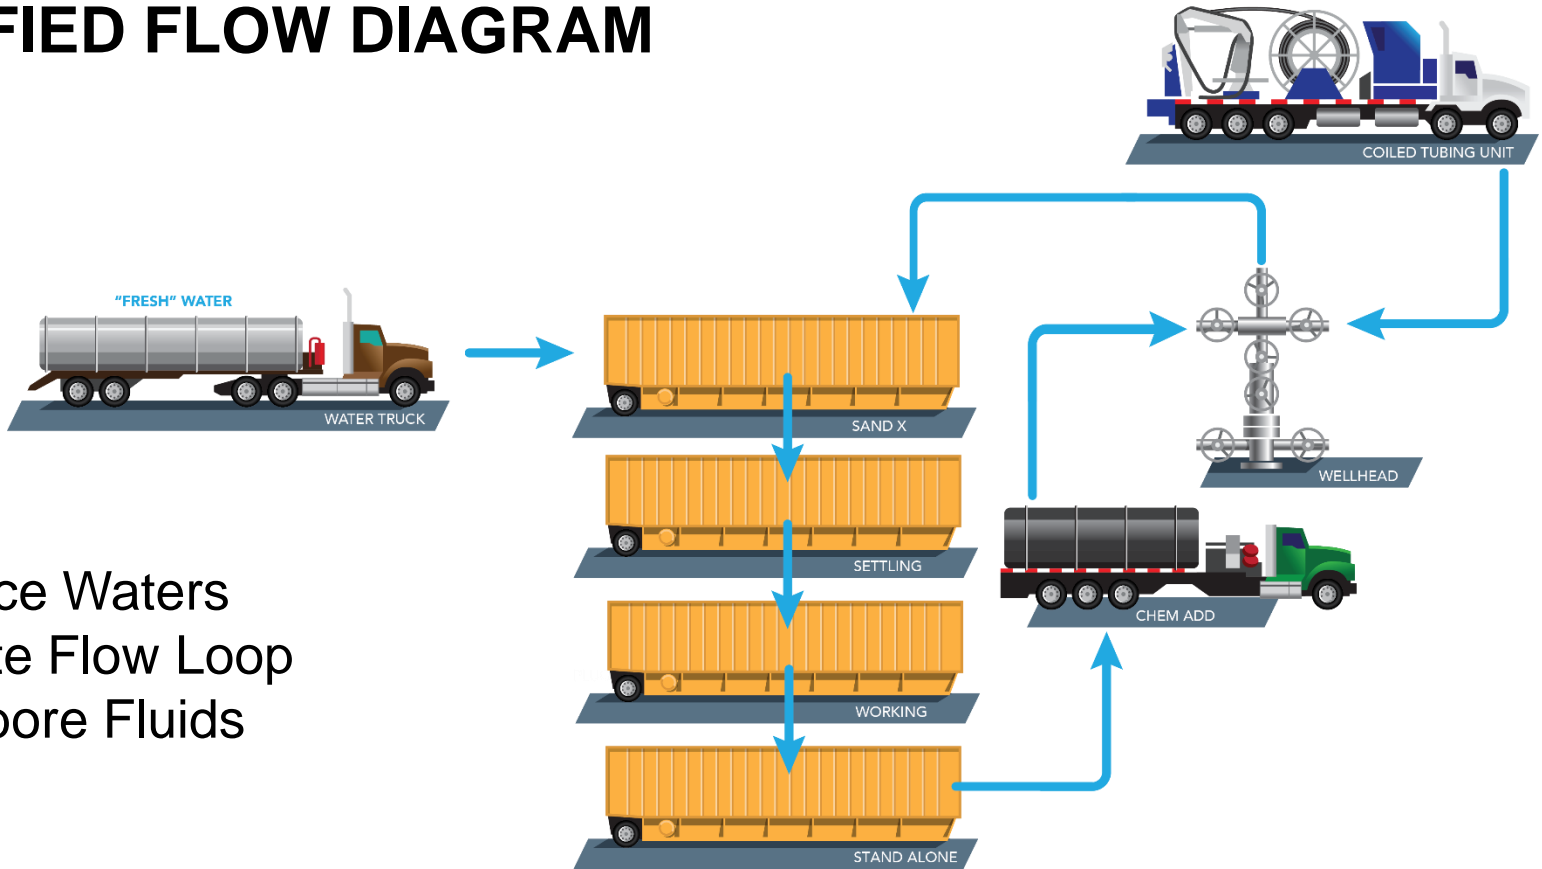 FIED FLOW DIAGRAM
COILED TUBING UNIT
"FRESH" WATER
WATER TRUCK
SAND X
WELLHEAD
SETTLING
CHEM ADD
WORKING
STAND ALONE
ce Waters
te Flow Loop
ore Fluids